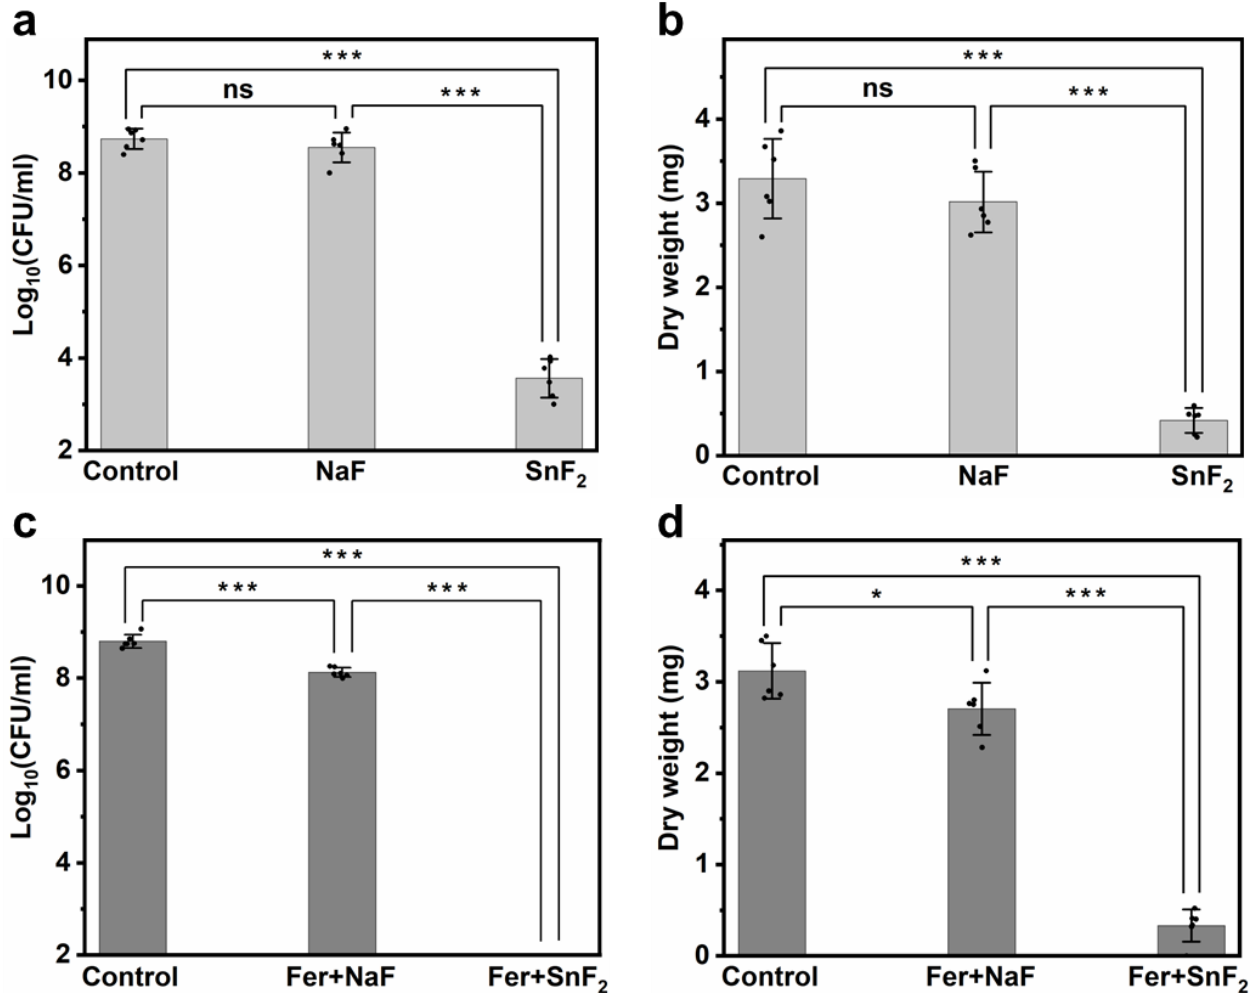 a
***
ns
***
10
8
6
4
2
Log₁₀(CFU/ml)
Control
NaF
SnF₂
b
***
ns
***
4
3
2
1
0
Dry weight (mg)
Control
NaF
SnF₂
c
***
***
***
10
8
6
4
2
Log₁₀(CFU/ml)
Control
Fer+NaF
Fer+SnF₂
d
***
*
***
4
3
2
1
0
Dry weight (mg)
Control
Fer+NaF
Fer+SnF₂